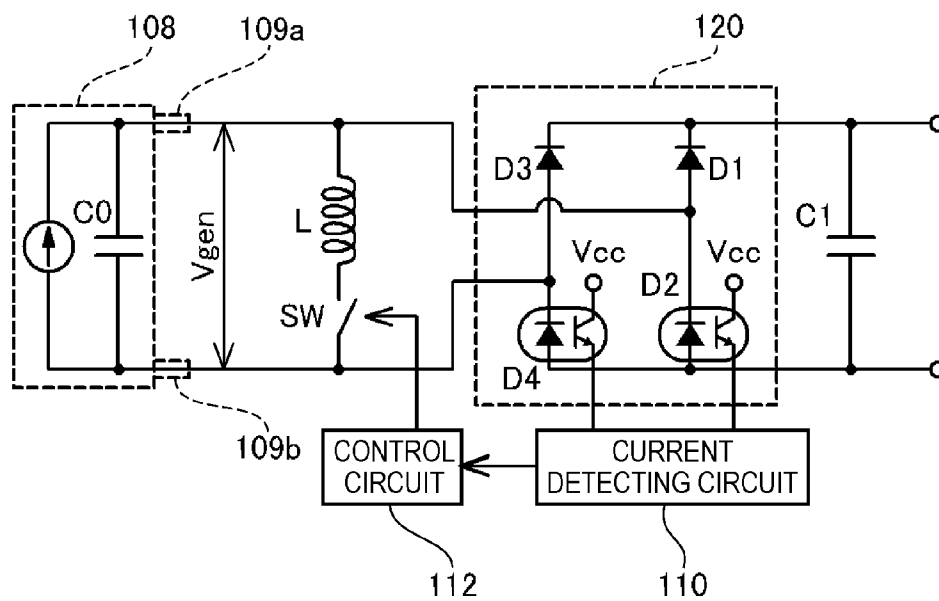 108
109a
120
C0
Vgen
L
SW
D3
D1
Vcc
Vcc
D2
D4
C1
109b
CONTROL
CIRCUIT
CURRENT
DETECTING CIRCUIT
112
110